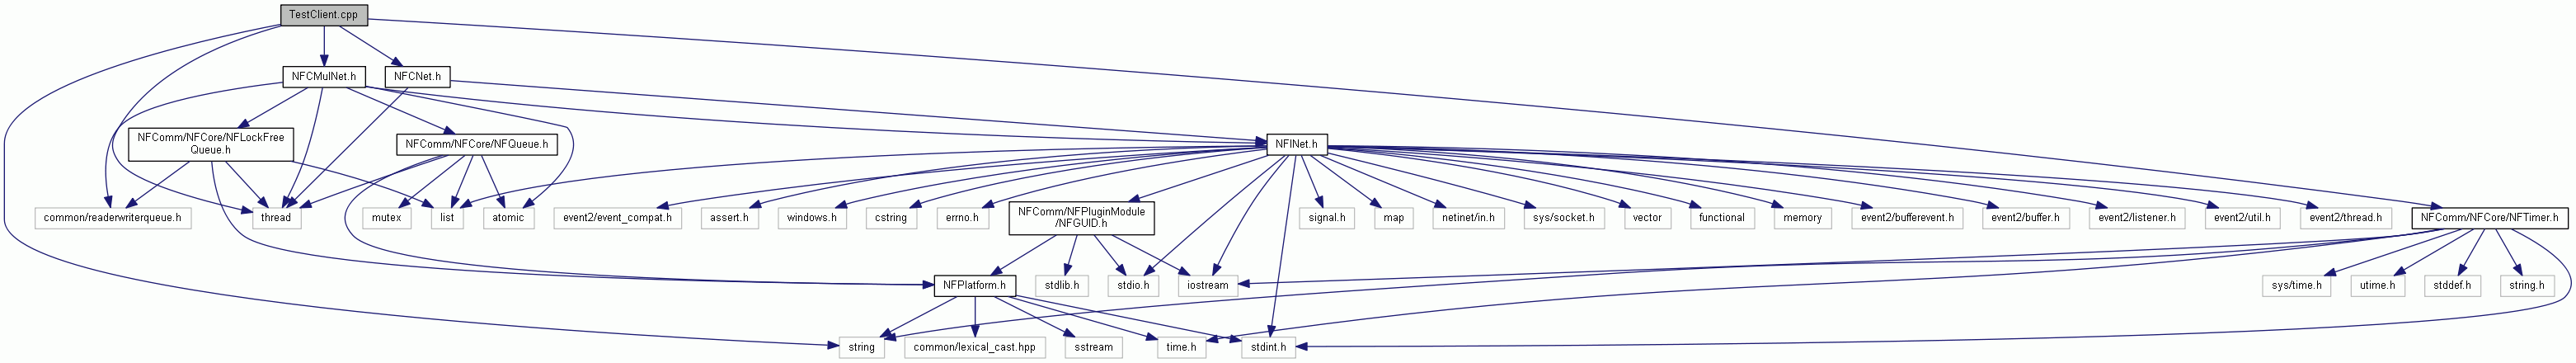 TestClient.cpp
NFCMulNet.h
NFCNet.h
NFComm/NFCore/NFLockFree
Queue.h
NFComm/NFCore/NFQueue.h
NFINet.h
common/readerwriterqueue.h
thread
mutex
list
atomic
event2/event_compat.h
assert.h
windows.h
cstring
errno.h
NFComm/NFPluginModule
/NFGUID.h
signal.h
map
netinet/in.h
sys/socket.h
vector
functional
memory
event2/bufferevent.h
event2/buffer.h
event2/listener.h
event2/util.h
event2/thread.h
NFComm/NFCore/NFTimer.h
NFPlatform.h
stdlib.h
stdio.h
iostream
sys/time.h
utime.h
stddef.h
string.h
string
common/lexical_cast.hpp
sstream
time.h
stdint.h